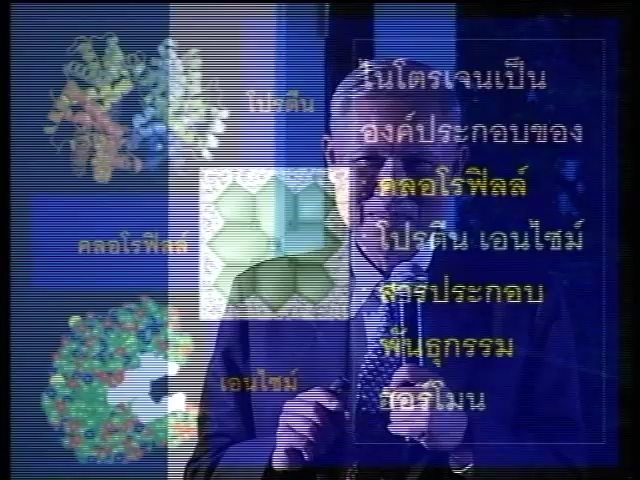 ไนโตรเจนเป็น
องค์ประกอบของ
คลอโรฟิลล์
โปรตีน เอนไซม์
สารประกอบ
พันธุกรรม
ฮอร์โมน
โปรตีน
คลอโรฟิลล์
เอนไซม์